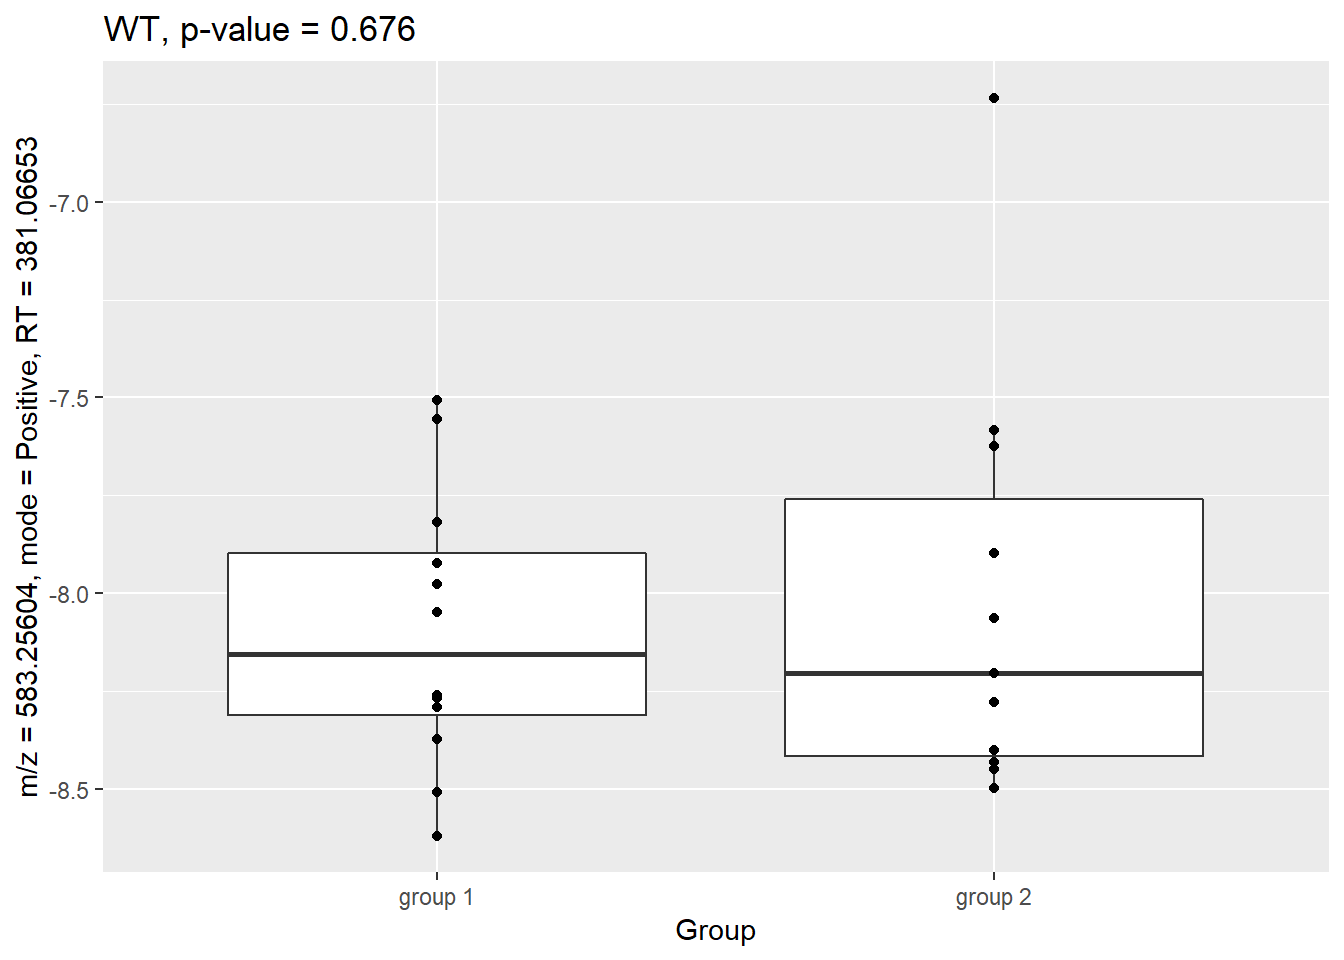 WT, p-value = 0.676
m/z = 583.25604, mode = Positive, RT = 381.06653
-7.0
-7.5
-8.0
-8.5
group 1
group 2
Group